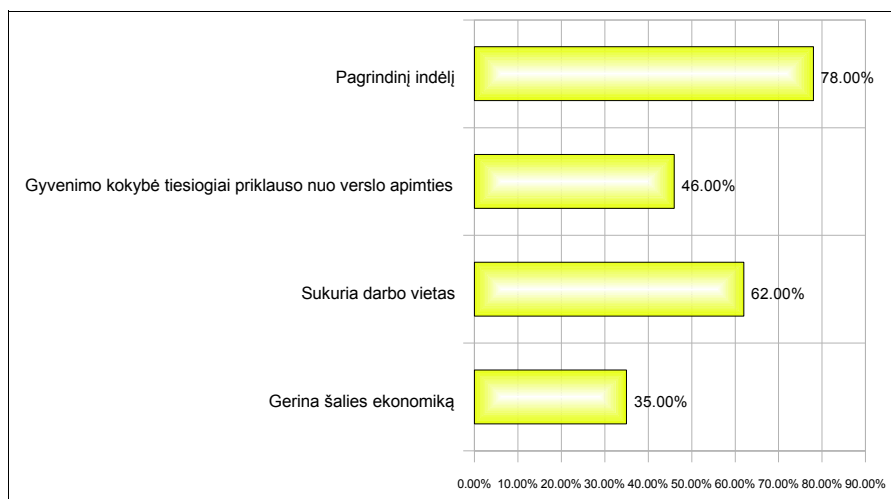 Pagrindinį indėlį
78.00%
Gyvenimo kokybė tiesiogiai priklauso nuo verslo apimties
46.00%
Sukuria darbo vietas
62.00%
Gerina šalies ekonomiką
35.00%
0.00% 10.00% 20.00% 30.00% 40.00% 50.00% 60.00% 70.00% 80.00% 90.00%